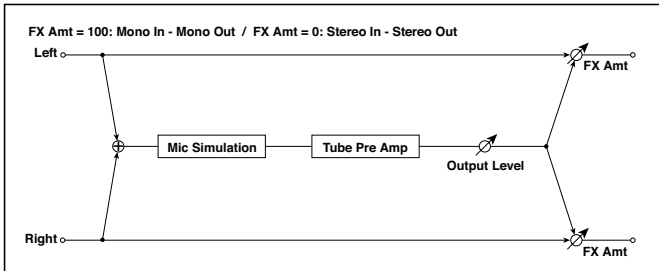 FX Amt = 100: Mono In - Mono Out / FX Amt = 0: Stereo In - Stereo Out
Left
FX Amt
Mic Simulation
Tube Pre Amp
Output Level
Right
FX Amt